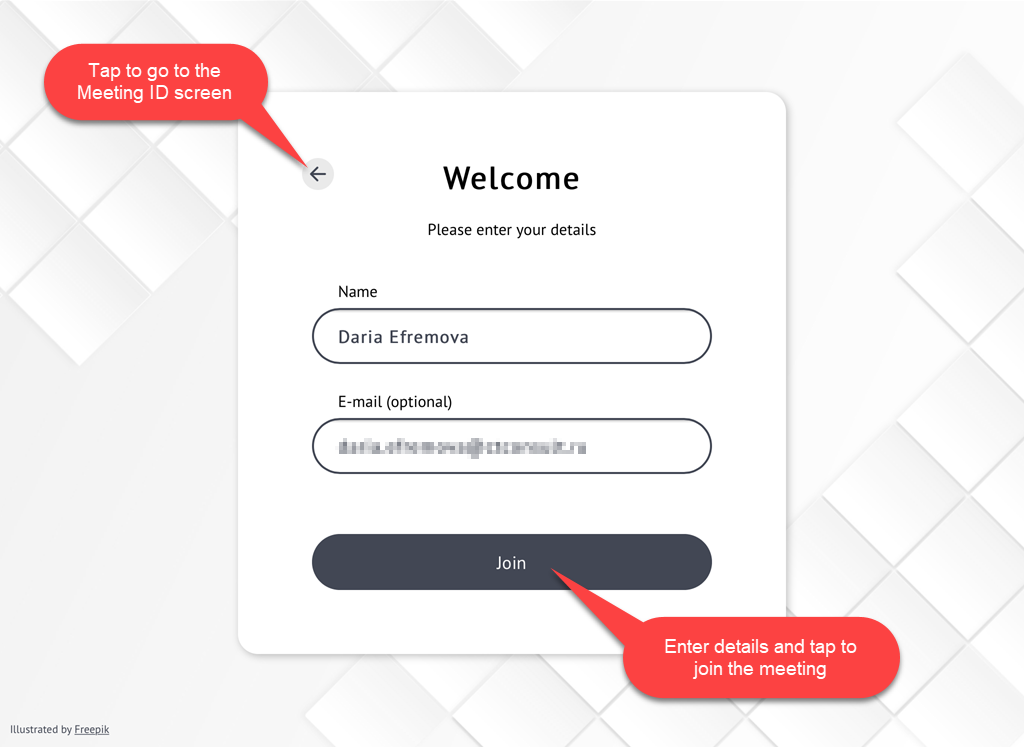 Tap to go to the
Meeting ID screen
Welcome
Please enter your details
Name
Daria Efremova
E-mail (optional)
Join
Enter details and tap to
join the meeting
Illustrated by Freepik